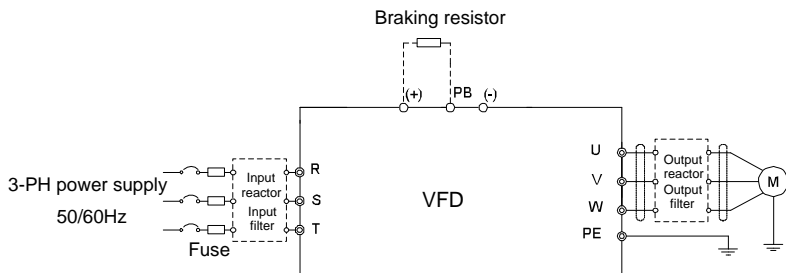 Braking resistor
(+)
PB
(-)
3-PH power supply
50/60Hz
Fuse
Input
reactor
Input
filter
R
S
T
VFD
U
V
W
PE
Output
reactor
Output
filter
M